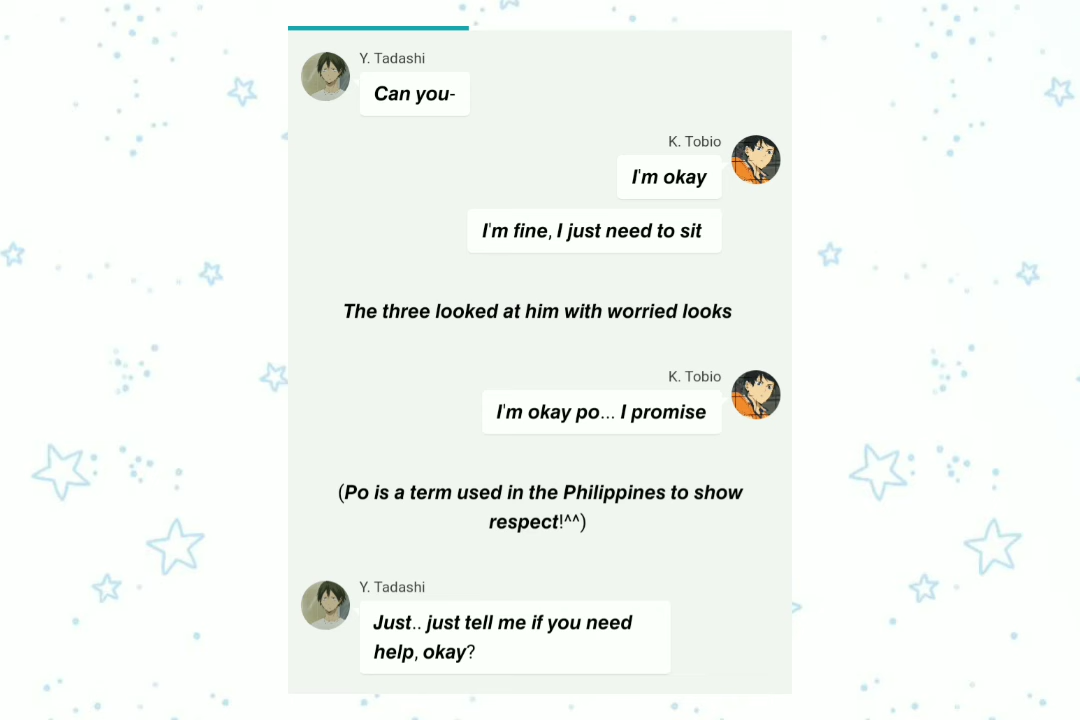 Y. Tadashi
Can you-
K. Tobio
I'm okay
I'm fine, I just need to sit
The three looked at him with worried looks
K. Tobio
I'm okay po... I promise
(Po is a term used in the Philippines to show
respect!^^)
Y. Tadashi
Just.. just tell me if you need
help, okay?